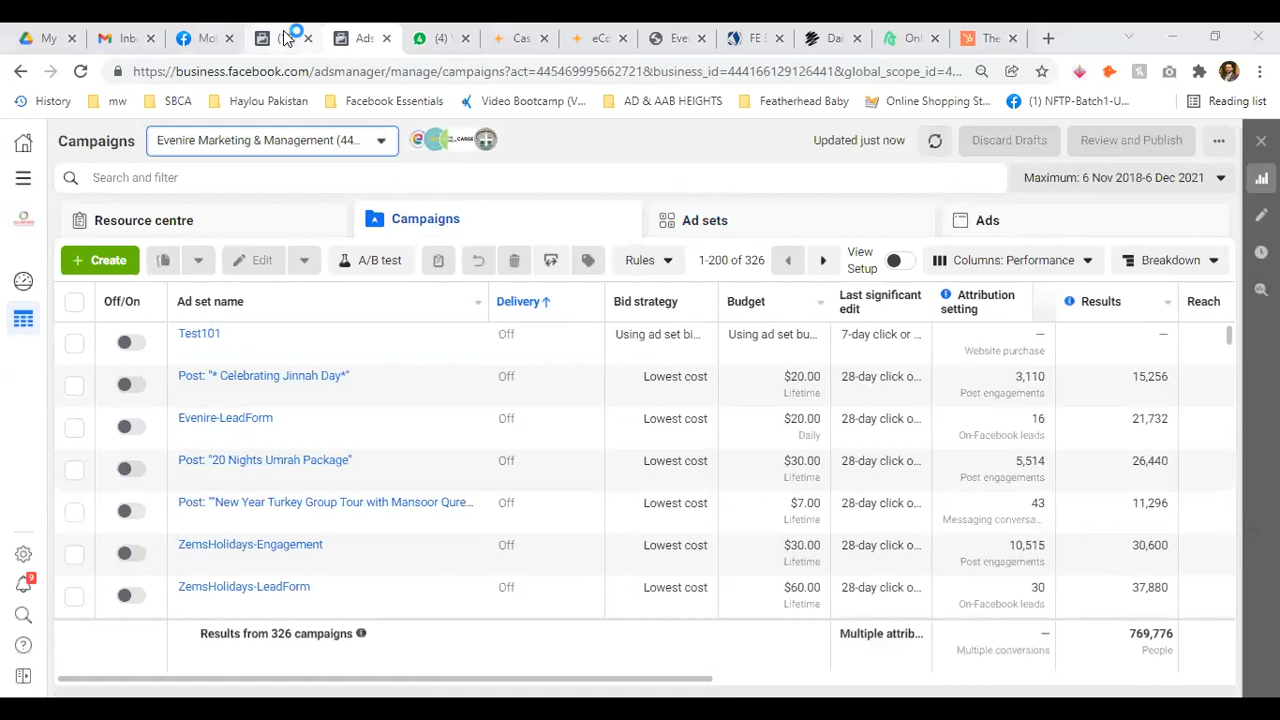 My
Inb
Mo
(
Ads
(4)
Cas
eCo
Eve
FE
Dai
Onl
The
https://business.facebook.com/adsmanager/manage/campaigns?act=445469995662721&business_id=444166129126441&global_scope_id=4...
History
mw
SBCA
Haylou Pakistan
Facebook Essentials
Video Bootcamp (V...
AD & AAB HEIGHTS
Featherhead Baby
Online Shopping St...
(1) NFTP-Batch1-U...
Reading list
Campaigns
Evenire Marketing & Management (44...
Updated just now
Discard Drafts
Review and Publish
Search and filter
Maximum: 6 Nov 2018-6 Dec 2021
Resource centre
Campaigns
Ad sets
Ads
+ Create
Edit
A/B test
Rules
1-200 of 326
View Setup
Columns: Performance
Breakdown
Off/On
Ad set name
Delivery ↑
Bid strategy
Budget
Last significant edit
Attribution setting
Results
Reach
Test101
Off
Using ad set bi...
Using ad set bu...
7-day click or ...
—
Website purchase
—
Post: "* Celebrating Jinnah Day*"
Off
Lowest cost
$20.00
Lifetime
28-day click o...
3,110
Post engagements
15,256
Evenire-LeadForm
Off
Lowest cost
$20.00
Daily
28-day click o...
16
On-Facebook leads
21,732
Post: "20 Nights Umrah Package"
Off
Lowest cost
$30.00
Lifetime
28-day click o...
5,514
Post engagements
26,440
Post: ""New Year Turkey Group Tour with Mansoor Qure...
Off
Lowest cost
$7.00
Lifetime
28-day click o...
43
Messaging conversa...
11,296
ZemsHolidays-Engagement
Off
Lowest cost
$30.00
Lifetime
28-day click o...
10,515
Post engagements
30,600
ZemsHolidays-LeadForm
Off
Lowest cost
$60.00
Lifetime
28-day click o...
30
On-Facebook leads
37,880
Results from 326 campaigns
Multiple attrib...
—
Multiple conversions
769,776
People
9